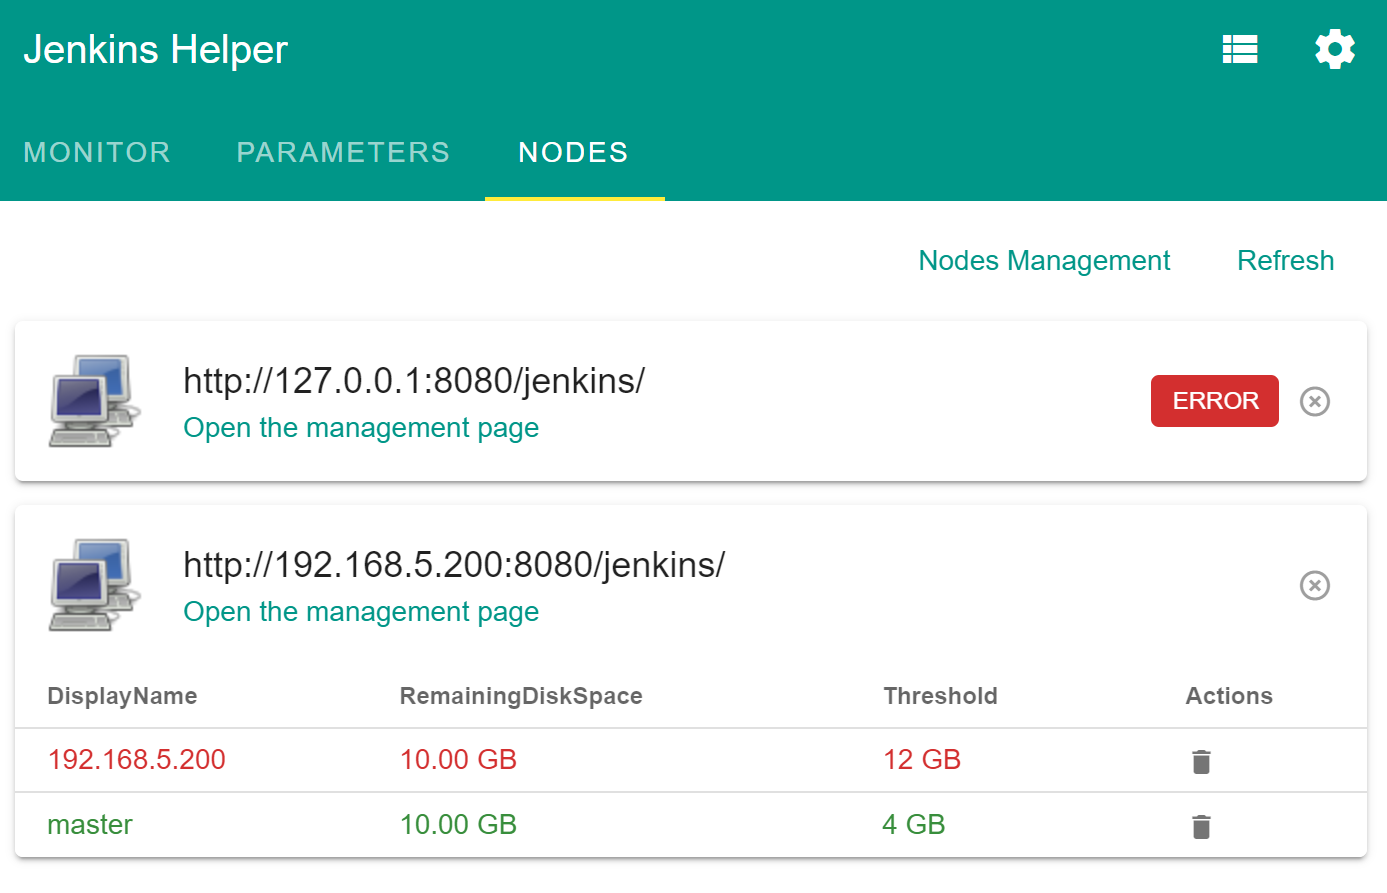 Jenkins Helper
MONITOR PARAMETERS NODES
Nodes Management Refresh
http://127.0.0.1:8080/jenkins/
Open the management page
ERROR
http://192.168.5.200:8080/jenkins/
Open the management page
DisplayName RemainingDiskSpace Threshold Actions
192.168.5.200 10.00 GB 12 GB
master 10.00 GB 4 GB